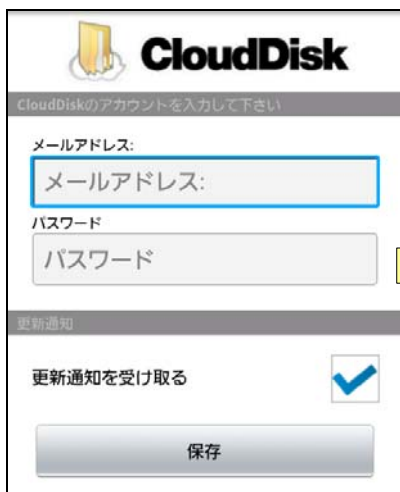 CloudDisk
CloudDiskのアカウントを入力して下さい
メールアドレス:
メールアドレス:
パスワード
パスワード
更新通知
更新通知を受け取る
保存